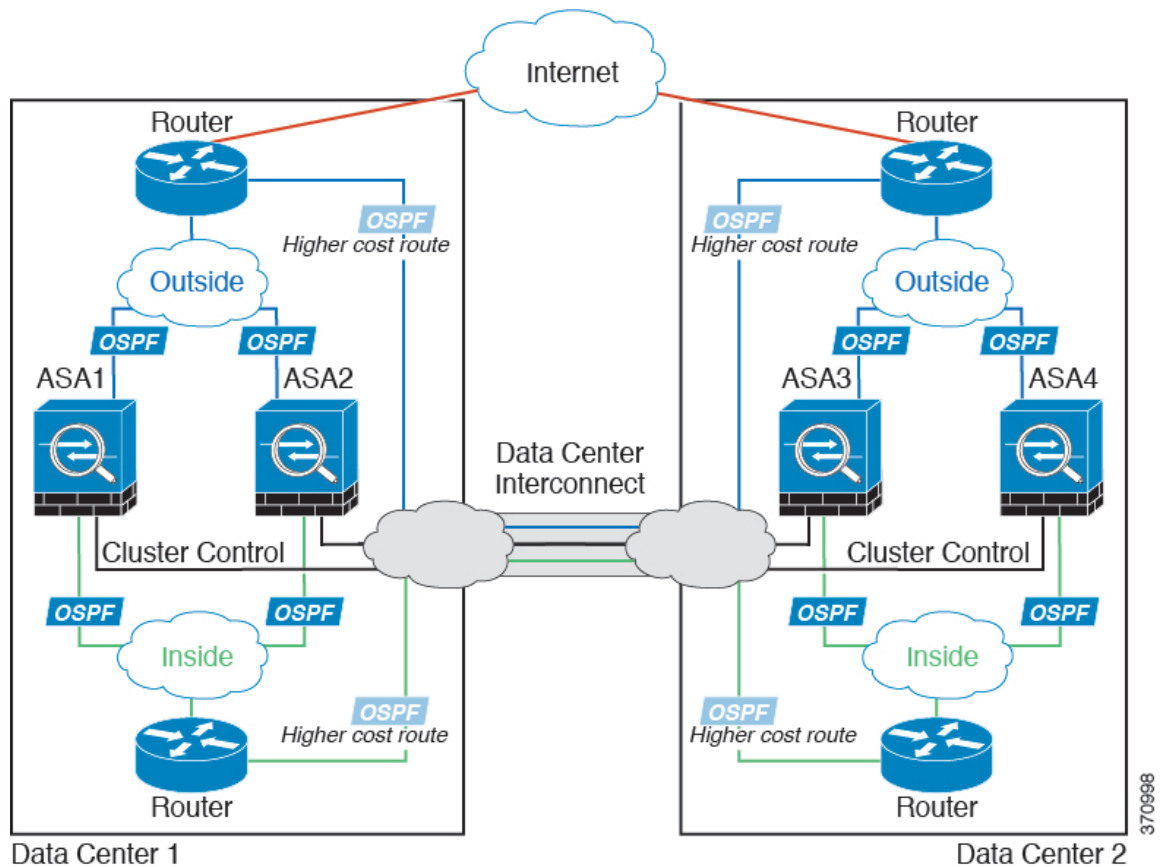 Internet
Router
Router
OSPF
Higher cost route
OSPF
Higher cost route
Outside
Outside
OSPF
OSPF
OSPF
OSPF
ASA1
ASA2
ASA3
ASA4
Data Center
Interconnect
Cluster Control
Cluster Control
OSPF
OSPF
OSPF
OSPF
Inside
Inside
OSPF
Higher cost route
OSPF
Higher cost route
Router
Router
370998
Data Center 1
Data Center 2